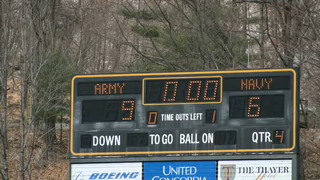 ARMY 0:00 NAVY
9 6
0 TIME OUTS LEFT 1
DOWN TO GO BALL ON QTR. 4
BOEING UNITED THE THAYER
CONCORDIA